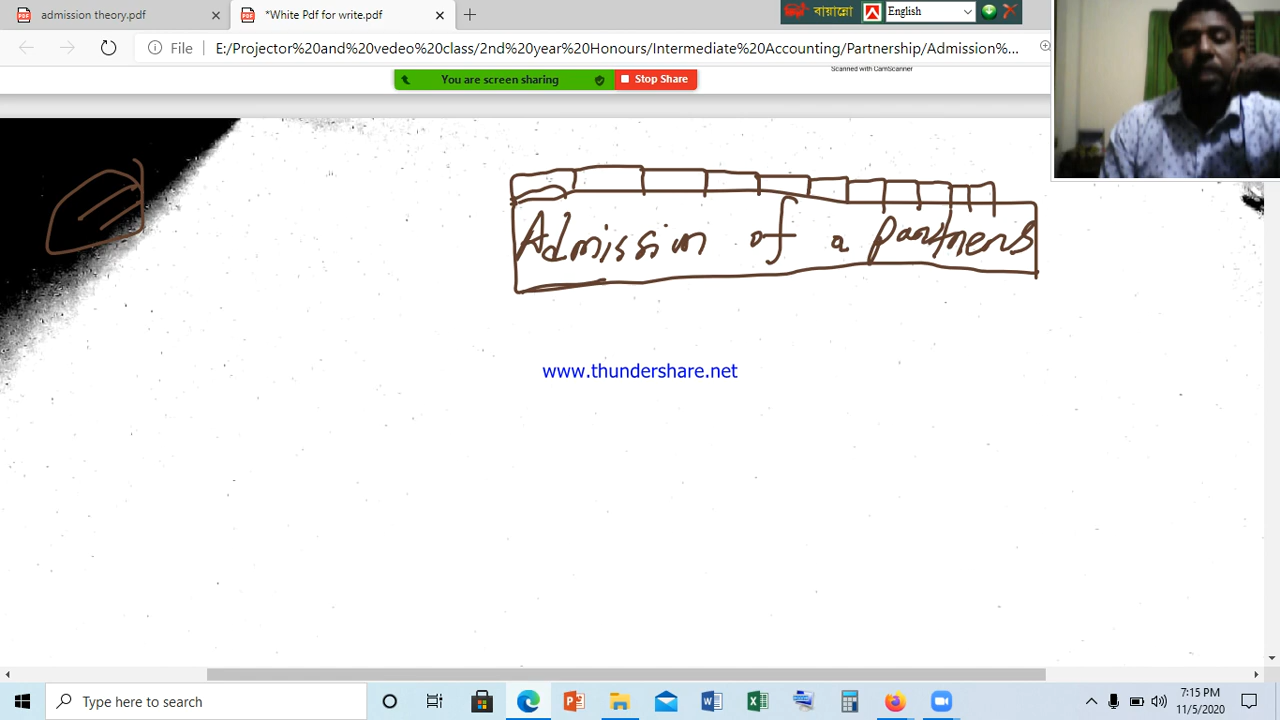 admission theory.pdf
*White Pdf for write.pdf
বায়ান্নো
English
File
E:/Projector%20and%20vedeo%20class/2nd%20year%20Honours/Intermediate%20Accounting/Partnership/Admission%...
Scanned with CamScanner
You are screen sharing
Stop Share
Admission of a partners
www.thundershare.net
Type here to search
7:15 PM
11/5/2020